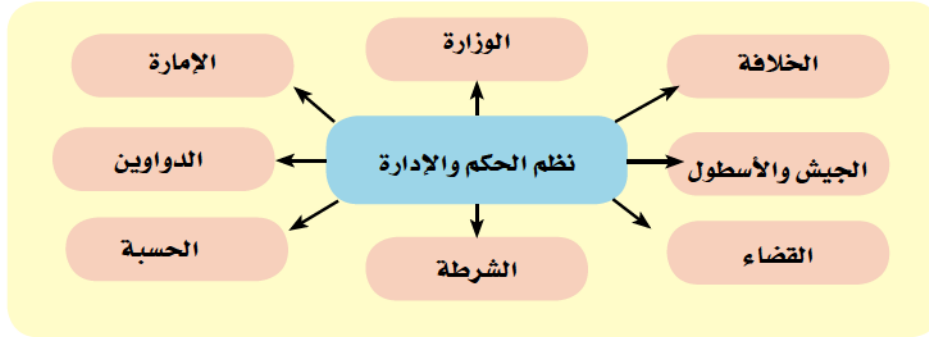 الخلافة
الوزارة
الإمارة
الجيش والأسطول
نظم الحكم والإدارة
الدواوين
القضاء
الشرطة
الحسبة